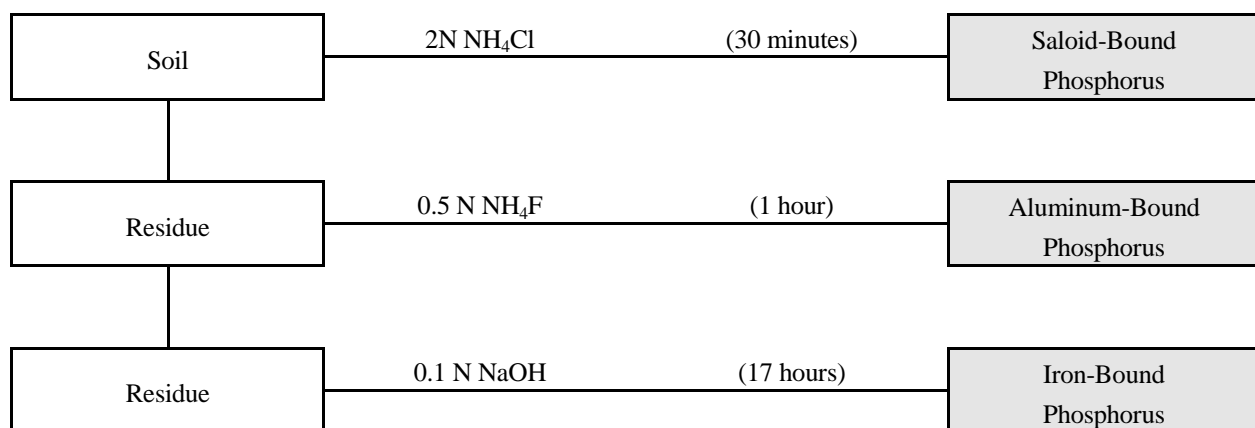 Soil
2N NH₄Cl
(30 minutes)
Saloid-Bound
Phosphorus
Residue
0.5 N NH₄F
(1 hour)
Aluminum-Bound
Phosphorus
Residue
0.1 N NaOH
(17 hours)
Iron-Bound
Phosphorus